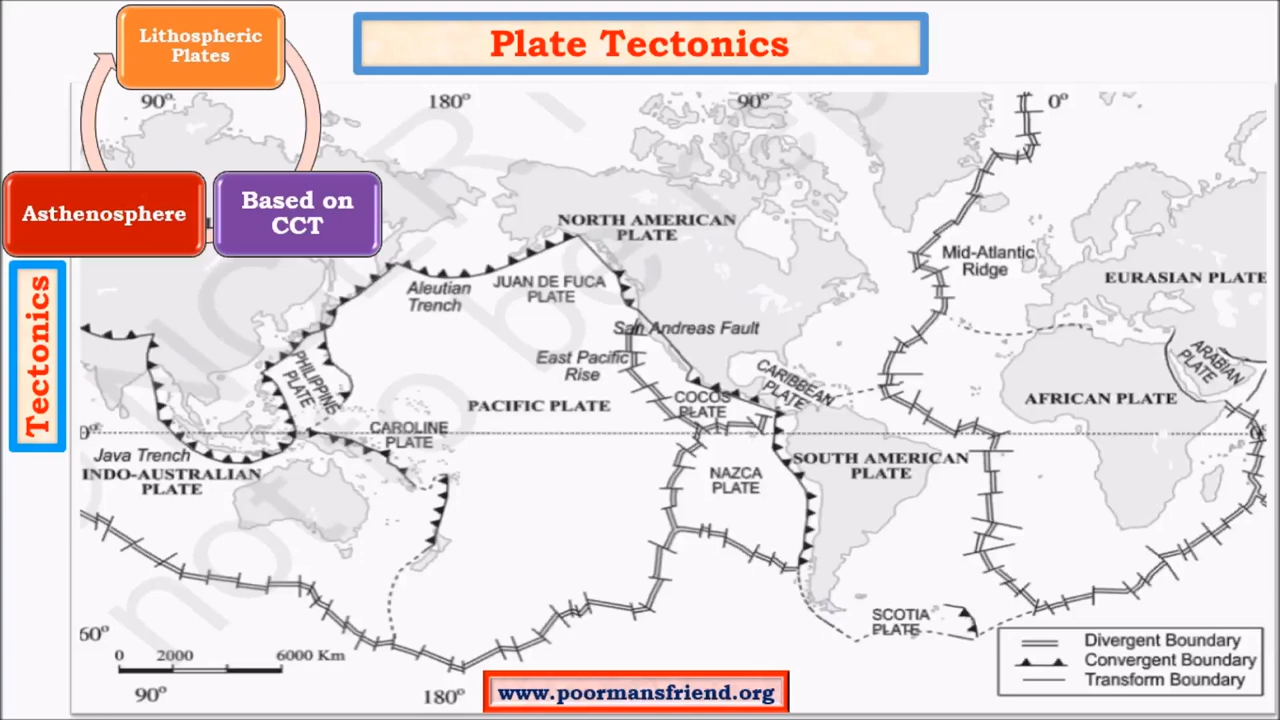 Lithospheric
Plates
Plate Tectonics
90°
180°
90°
0°
Asthenosphere
Based on
CCT
Tectonics
NORTH AMERICAN
PLATE
Mid-Atlantic
Ridge
EURASIAN PLATE
Aleutian
Trench
JUAN DE FUCA
PLATE
San Andreas Fault
East Pacific
Rise
PHILIPPINE
PLATE
CARIBBEAN
PLATE
ARABIAN
PLATE
COCOS
PLATE
AFRICAN PLATE
PACIFIC PLATE
CAROLINE
PLATE
0°
Java Trench
INDO-AUSTRALIAN
PLATE
NAZCA
PLATE
SOUTH AMERICAN
PLATE
not to be
SCOTIA
PLATE
60°
0 2000 6000 Km
90°
180°
Divergent Boundary
Convergent Boundary
Transform Boundary
www.poormansfriend.org